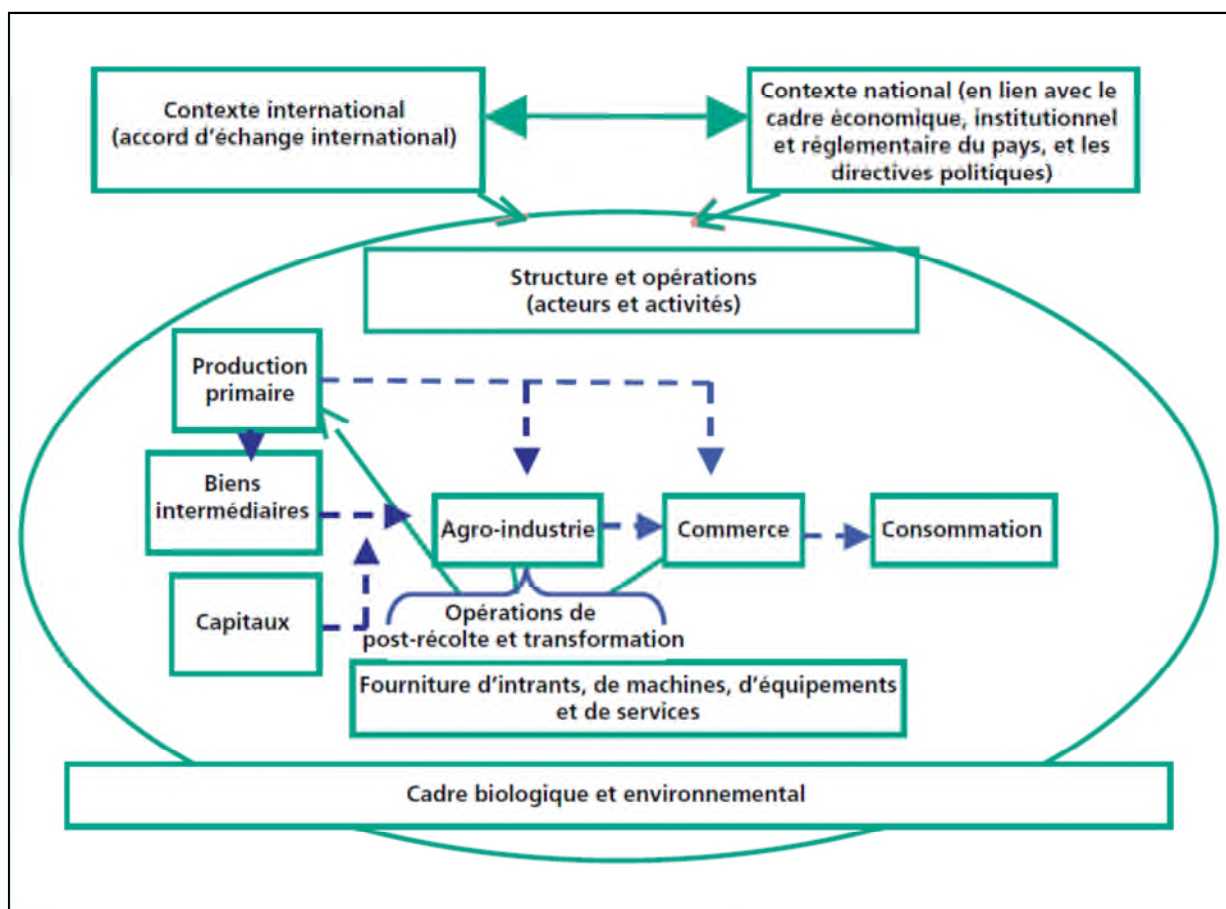 Contexte international
(accord d'échange international)
Contexte national (en lien avec le
cadre économique, institutionnel
et réglementaire du pays, et les
directives politiques)
Structure et opérations
(acteurs et activités)
Production
primaire
Biens
intermédiaires
Agro-industrie
Commerce
Consommation
Capitaux
Opérations de
post-récolte et transformation
Fourniture d'intrants, de machines, d'équipements
et de services
Cadre biologique et environnemental